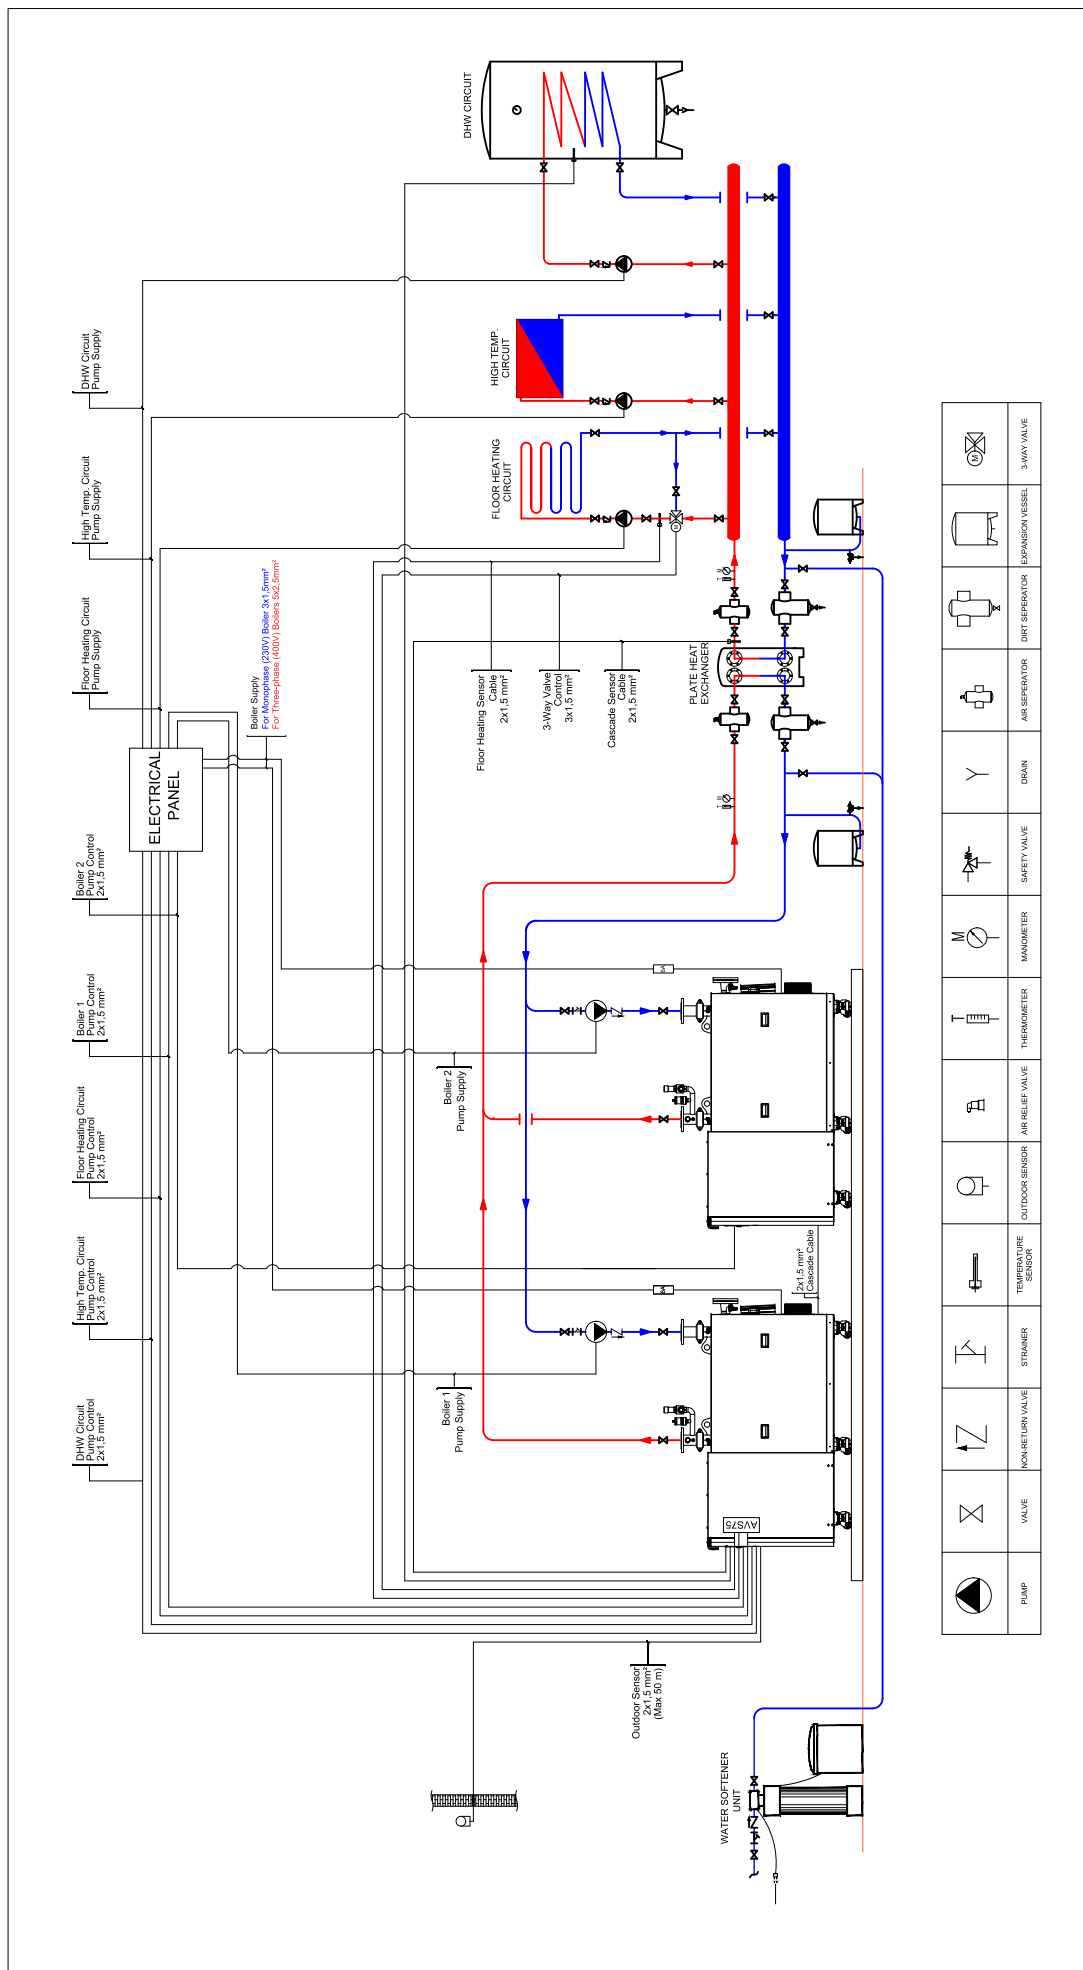 DHW Circuit
Pump Control
2x1,5 mm²
High Temp. Circuit
Pump Control
2x1,5 mm²
Floor Heating Circuit
Pump Control
2x1,5 mm²
Boiler 1
Pump Control
2x1,5 mm²
Boiler 2
Pump Control
2x1,5 mm²
Floor Heating Circuit
Pump Supply
High Temp. Circuit
Pump Supply
DHW Circuit
Pump Supply
ELECTRICAL
PANEL
Boiler Supply
For Monophase (230V) Boiler 3x1,5mm²
For Three-phase (400V) Boilers 5x2,5mm²
Boiler 1
Pump Supply
Boiler 2
Pump Supply
Floor Heating Sensor
Cable
2x1,5 mm²
3-Way Valve
Control
3x1,5 mm²
Cascade Sensor
Cable
2x1,5 mm²
FLOOR HEATING
CIRCUIT
HIGH TEMP.
CIRCUIT
DHW CIRCUIT
Outdoor Sensor
2x1,5 mm²
(Max 50 m)
6A
6A
M
PLATE HEAT
EXCHANGER
T
M
T
M
AVS75
2x1,5 mm²
Cascade Cable
WATER SOFTENER
UNIT
M
T
M
PUMP
VALVE
NON-RETURN VALVE
STRAINER
TEMPERATURE
SENSOR
OUTDOOR SENSOR
AIR RELIEF VALVE
THERMOMETER
MANOMETER
SAFETY VALVE
DRAIN
AIR SEPERATOR
DIRT SEPERATOR
EXPANSION VESSEL
3-WAY VALVE